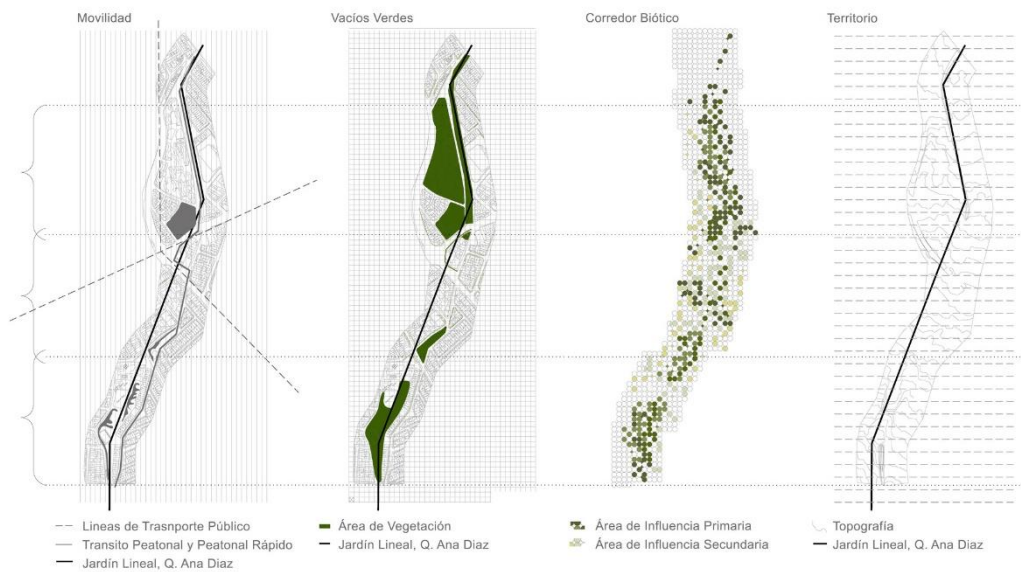 Movilidad
Vacíos Verdes
Corredor Biótico
Territorio
Lineas de Trasnporte Público
Transito Peatonal y Peatonal Rápido
Jardín Lineal, Q. Ana Diaz
Área de Vegetación
Jardín Lineal, Q. Ana Diaz
Área de Influencia Primaria
Área de Influencia Secundaria
Topografía
Jardín Lineal, Q. Ana Diaz